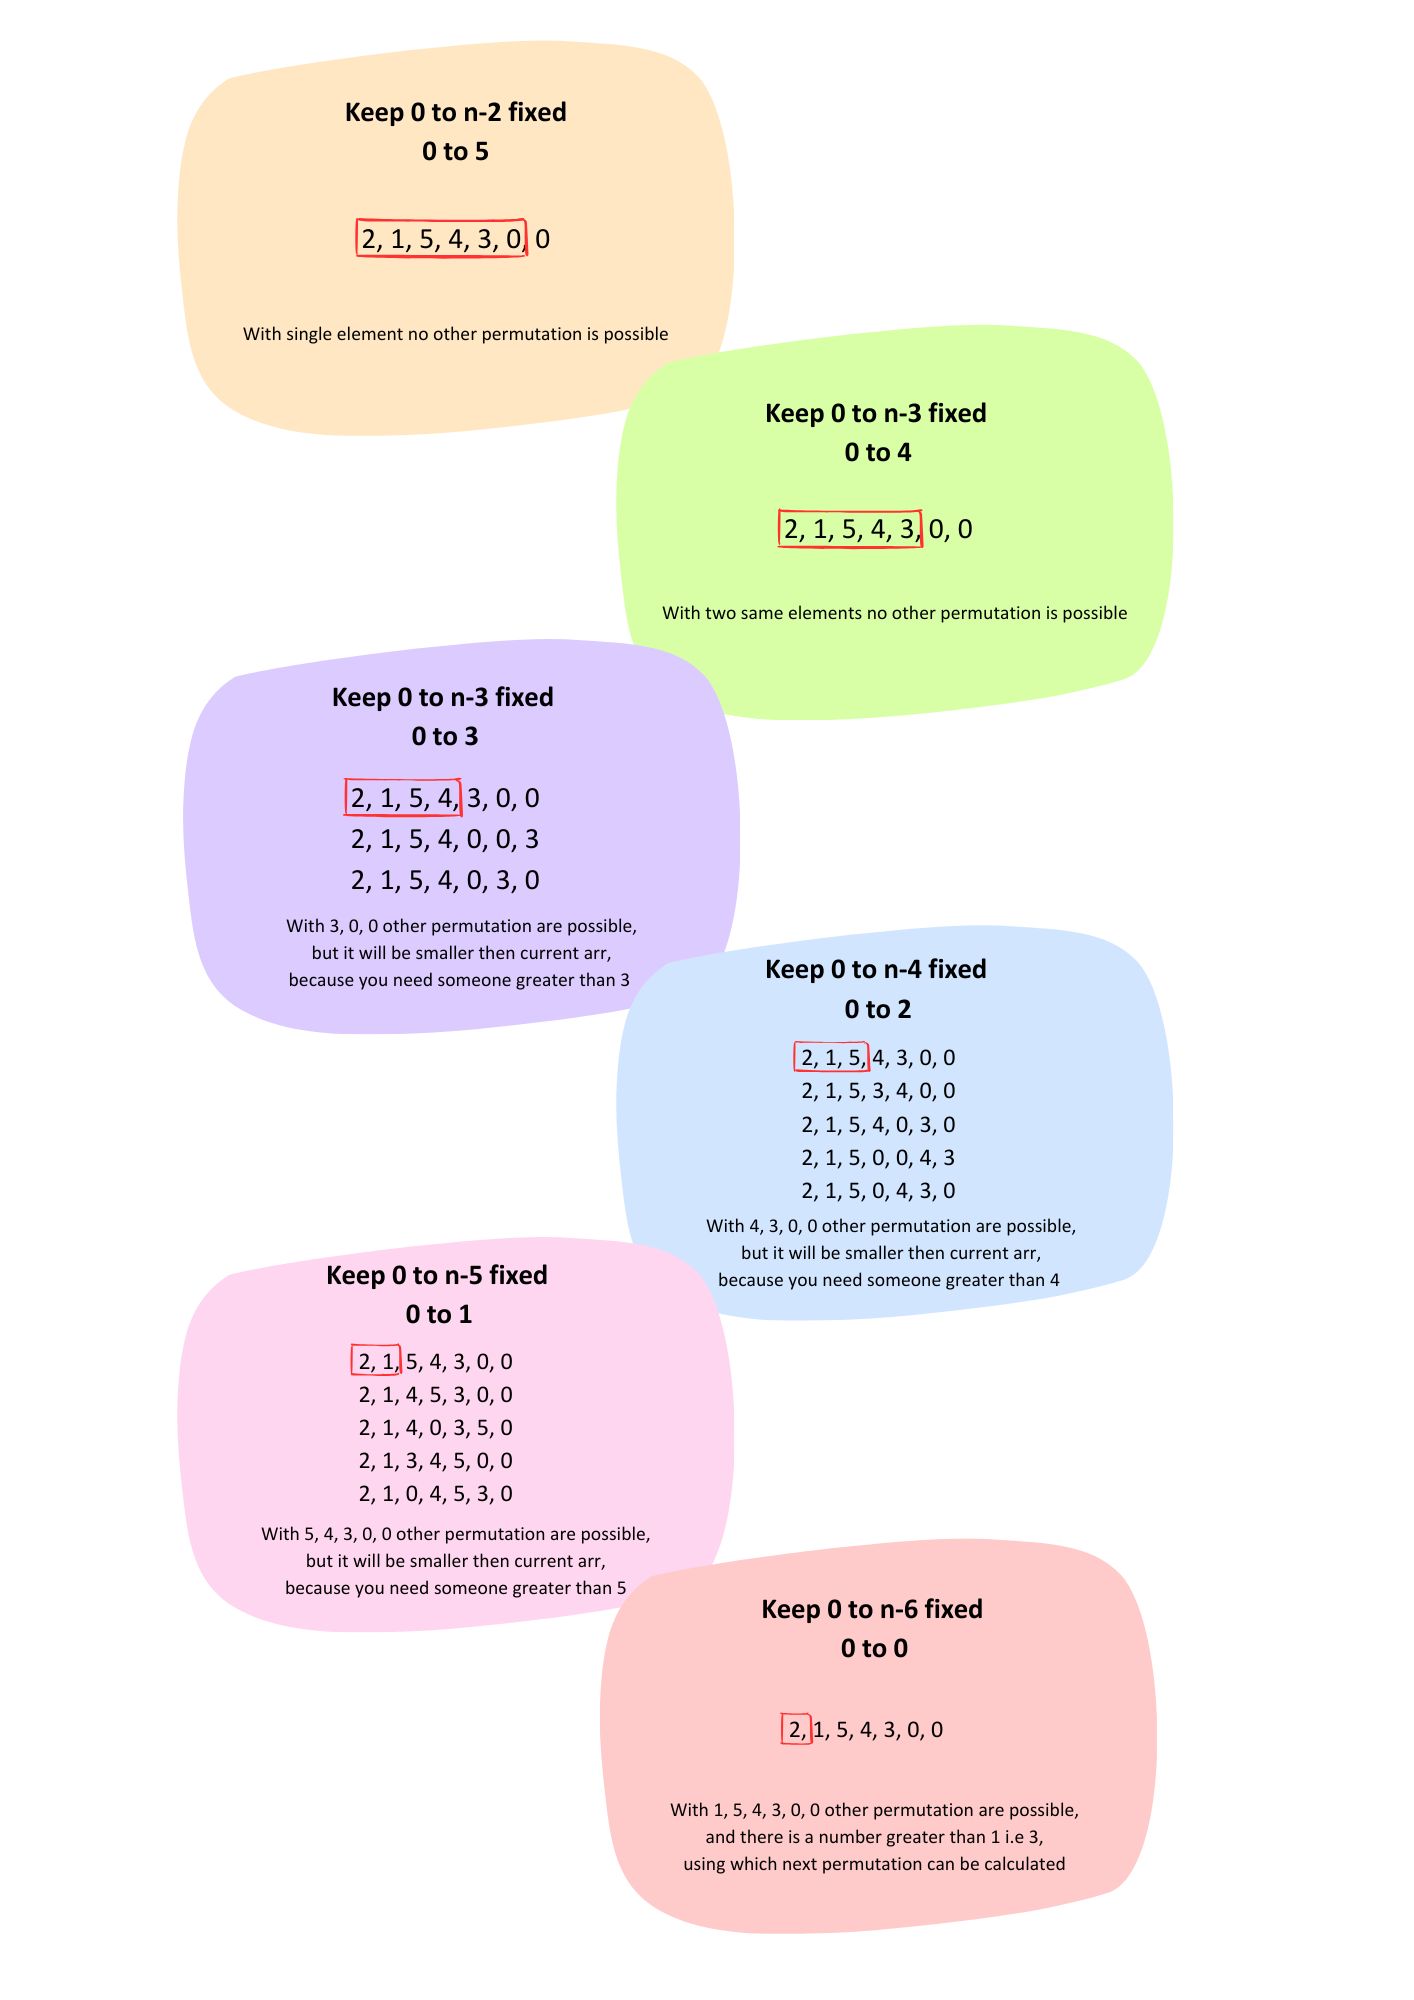 Keep 0 to n-2 fixed
0 to 5
2, 1, 5, 4, 3, 0, 0
With single element no other permutation is possible
Keep 0 to n-3 fixed
0 to 4
2, 1, 5, 4, 3, 0, 0
With two same elements no other permutation is possible
Keep 0 to n-3 fixed
0 to 3
2, 1, 5, 4, 3, 0, 0
2, 1, 5, 4, 0, 0, 3
2, 1, 5, 4, 0, 3, 0
With 3, 0, 0 other permutation are possible,
but it will be smaller then current arr,
because you need someone greater than 3
Keep 0 to n-4 fixed
0 to 2
2, 1, 5, 4, 3, 0, 0
2, 1, 5, 3, 4, 0, 0
2, 1, 5, 4, 0, 3, 0
2, 1, 5, 0, 0, 4, 3
2, 1, 5, 0, 4, 3, 0
With 4, 3, 0, 0 other permutation are possible,
but it will be smaller then current arr,
because you need someone greater than 4
Keep 0 to n-5 fixed
0 to 1
2, 1, 5, 4, 3, 0, 0
2, 1, 4, 5, 3, 0, 0
2, 1, 4, 0, 3, 5, 0
2, 1, 3, 4, 5, 0, 0
2, 1, 0, 4, 5, 3, 0
With 5, 4, 3, 0, 0 other permutation are possible,
but it will be smaller then current arr,
because you need someone greater than 5
Keep 0 to n-6 fixed
0 to 0
2, 1, 5, 4, 3, 0, 0
With 1, 5, 4, 3, 0, 0 other permutation are possible,
and there is a number greater than 1 i.e 3,
using which next permutation can be calculated